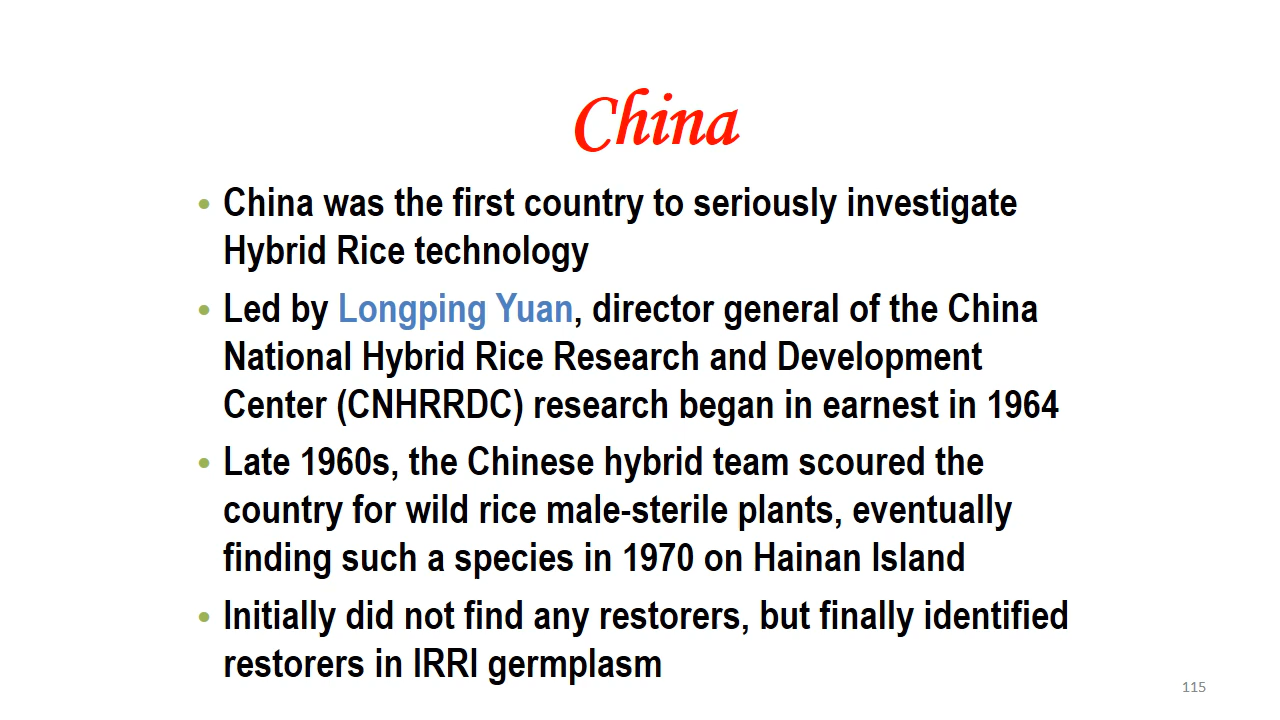 China
• China was the first country to seriously investigate
Hybrid Rice technology
• Led by Longping Yuan, director general of the China
National Hybrid Rice Research and Development
Center (CNHRRDC) research began in earnest in 1964
• Late 1960s, the Chinese hybrid team scoured the
country for wild rice male-sterile plants, eventually
finding such a species in 1970 on Hainan Island
• Initially did not find any restorers, but finally identified
restorers in IRRI germplasm
115